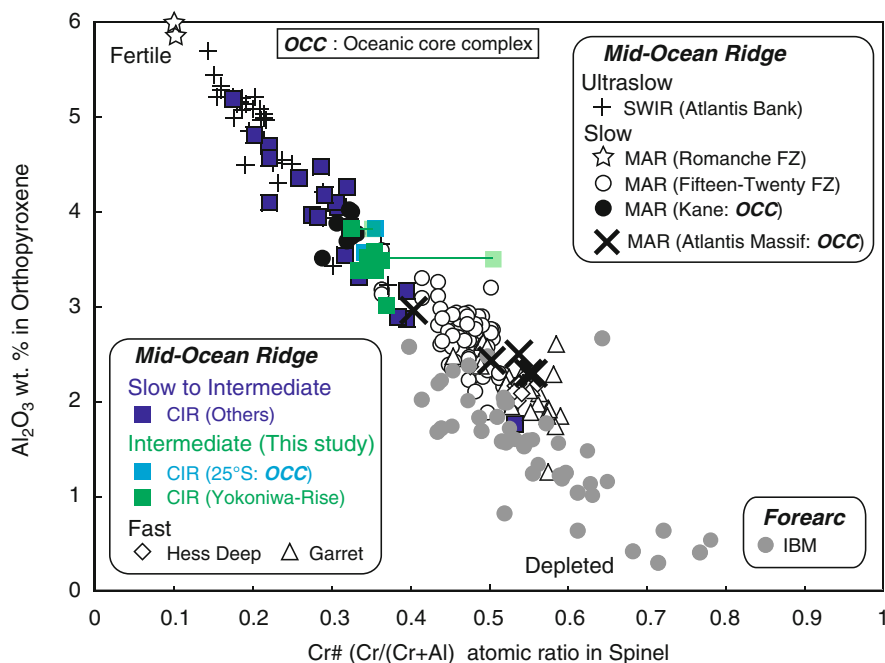 Al₂O₃ wt. % in Orthopyroxene
6
5
4
3
2
1
0
Fertile
OCC : Oceanic core complex
Mid-Ocean Ridge
Ultraslow
SWIR (Atlantis Bank)
Slow
MAR (Romanche FZ)
MAR (Fifteen-Twenty FZ)
MAR (Kane: OCC)
MAR (Atlantis Massif: OCC)
Mid-Ocean Ridge
Slow to Intermediate
CIR (Others)
Intermediate (This study)
CIR (25°S: OCC)
CIR (Yokoniwa-Rise)
Fast
Hess Deep Garret
Depleted
Forearc
IBM
0 0.1 0.2 0.3 0.4 0.5 0.6 0.7 0.8 0.9 1
Cr# (Cr/(Cr+Al) atomic ratio in Spinel